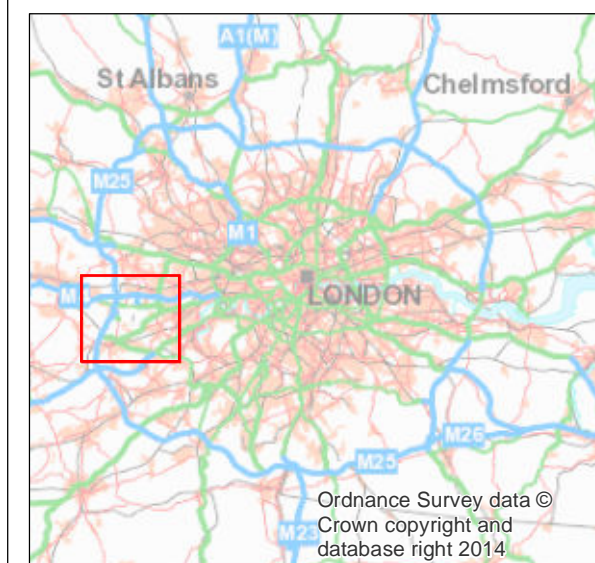 A1(M)
St Albans
Chelmsford
M25
M1
LONDON
M26
M25
M23
Ordnance Survey data ©
Crown copyright and
database right 2014